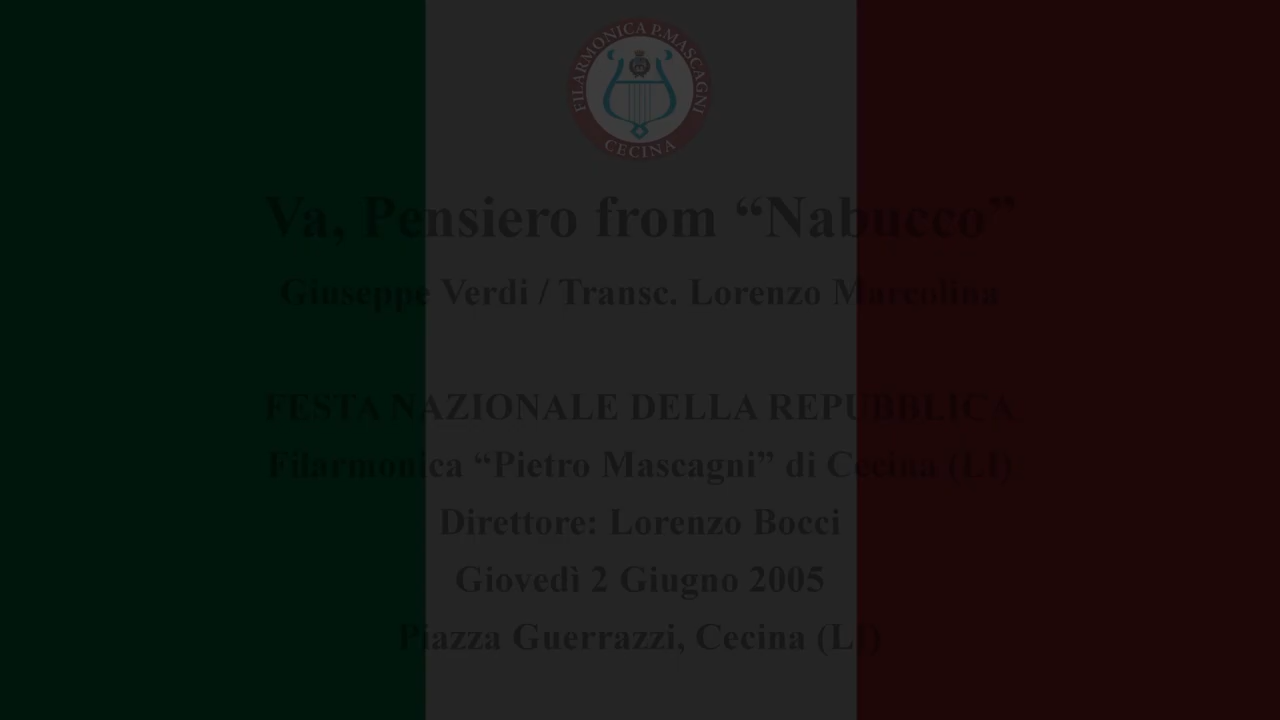 FILARMONICA P.MASCAGNI
CECINA
Va, Pensiero from “Nabucco”
Giuseppe Verdi / Transc. Lorenzo Marcolina
FESTA NAZIONALE DELLA REPUBBLICA
Filarmonica “Pietro Mascagni” di Cecina (LI)
Direttore: Lorenzo Bocci
Giovedì 2 Giugno 2005
Piazza Guerrazzi, Cecina (LI)